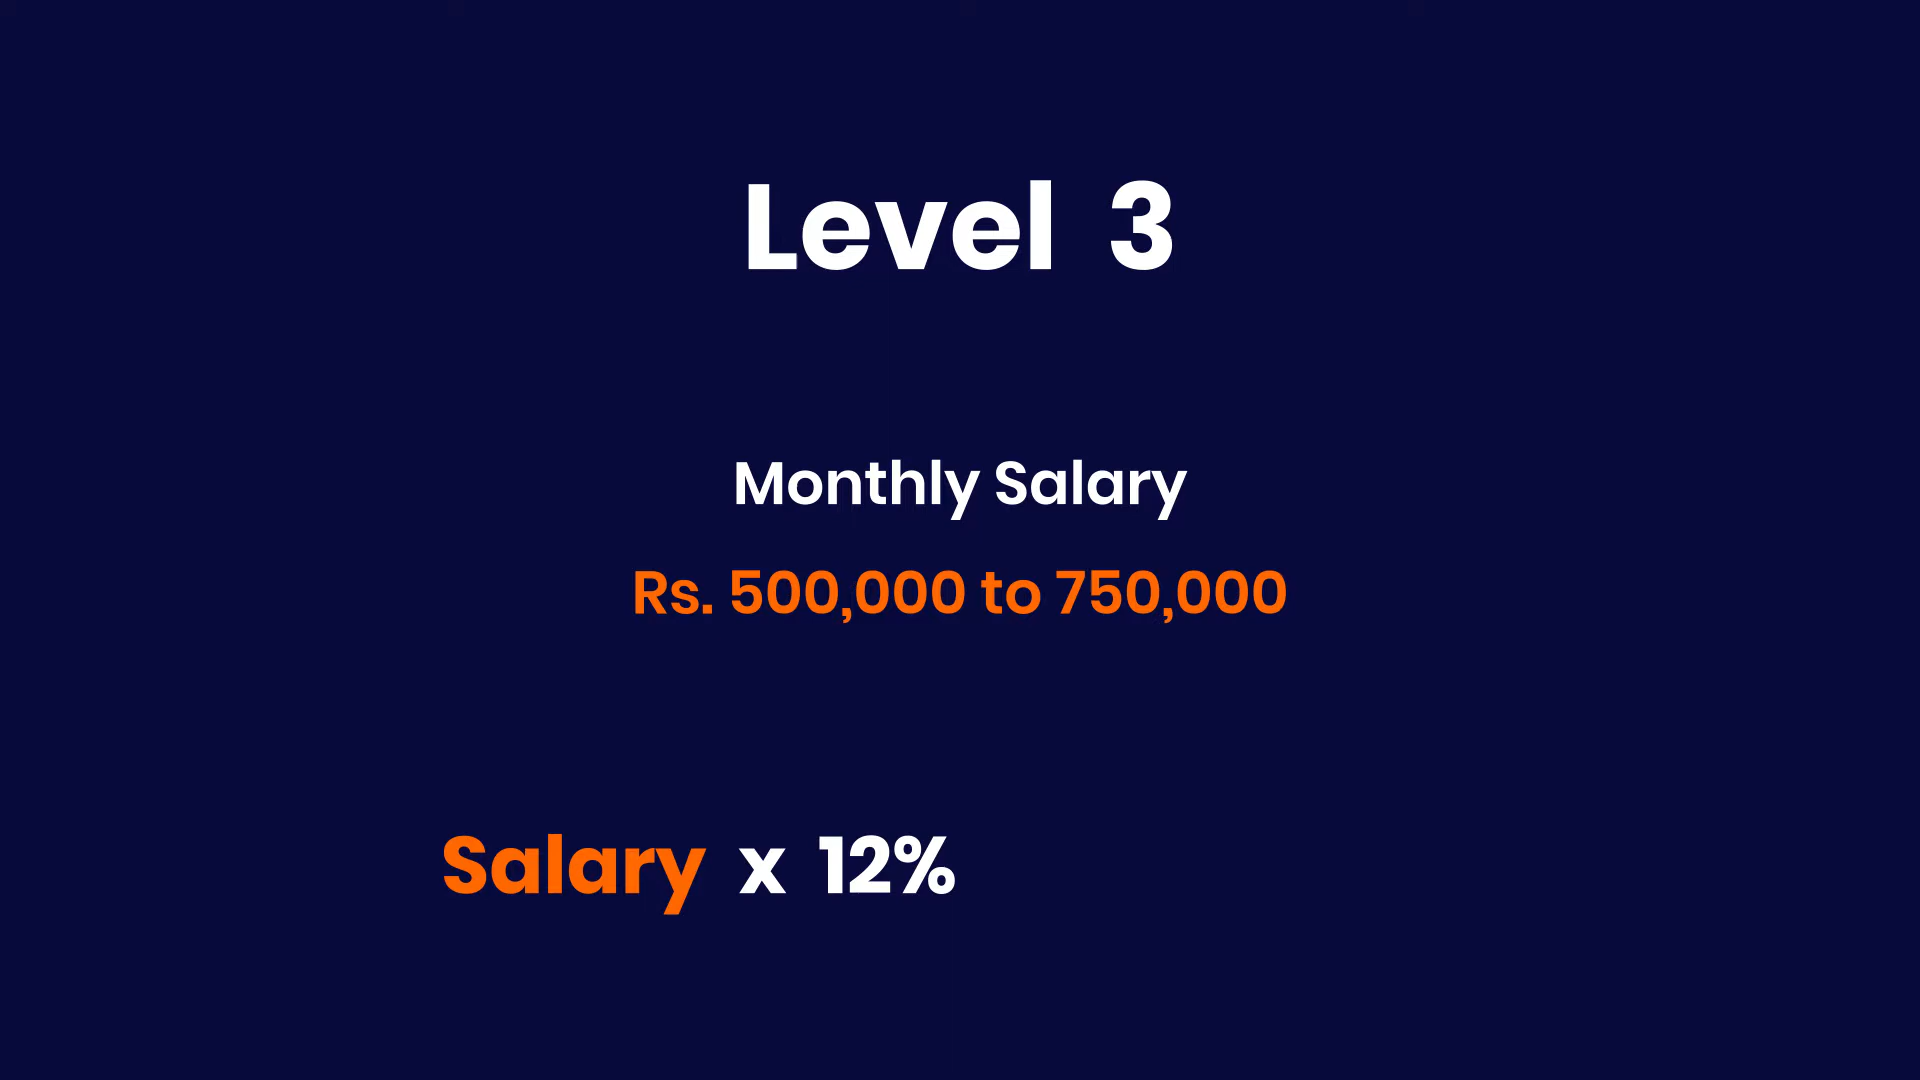 Level 3
Monthly Salary
Rs. 500,000 to 750,000
Salary x 12%